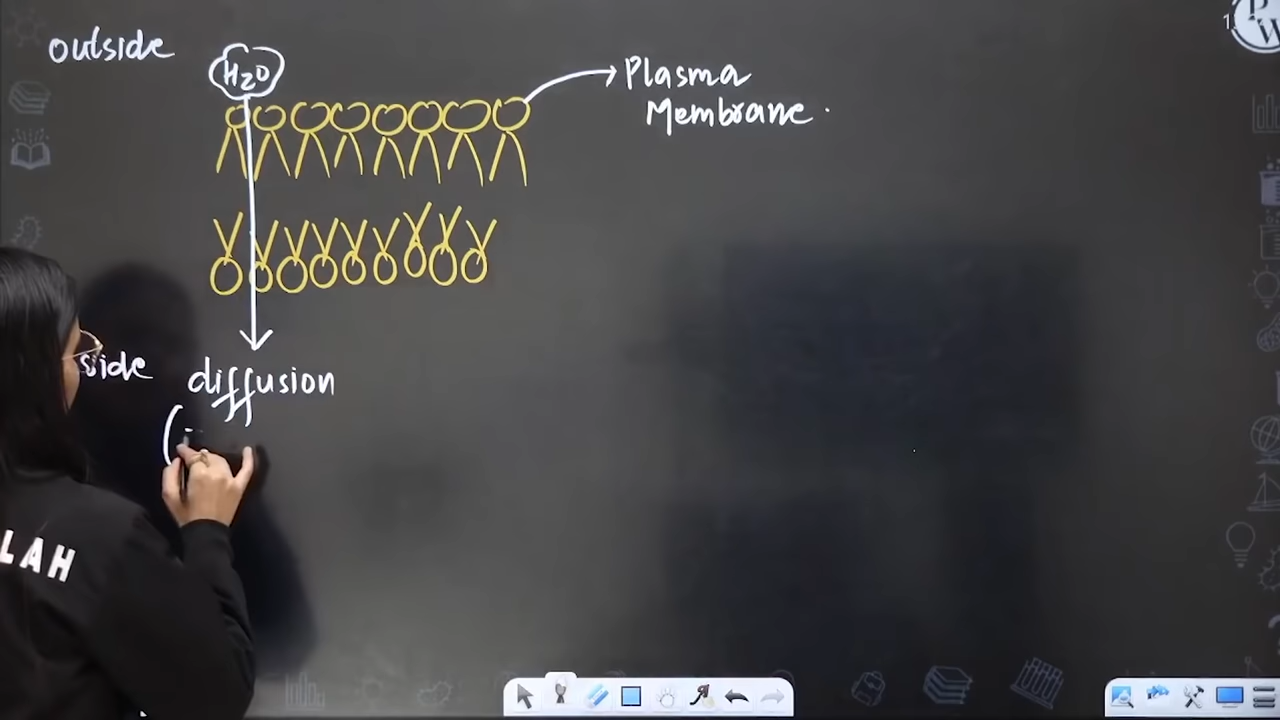 outside
H2O
Plasma
Membrane.
side
diffusion
(
LAH
P
W